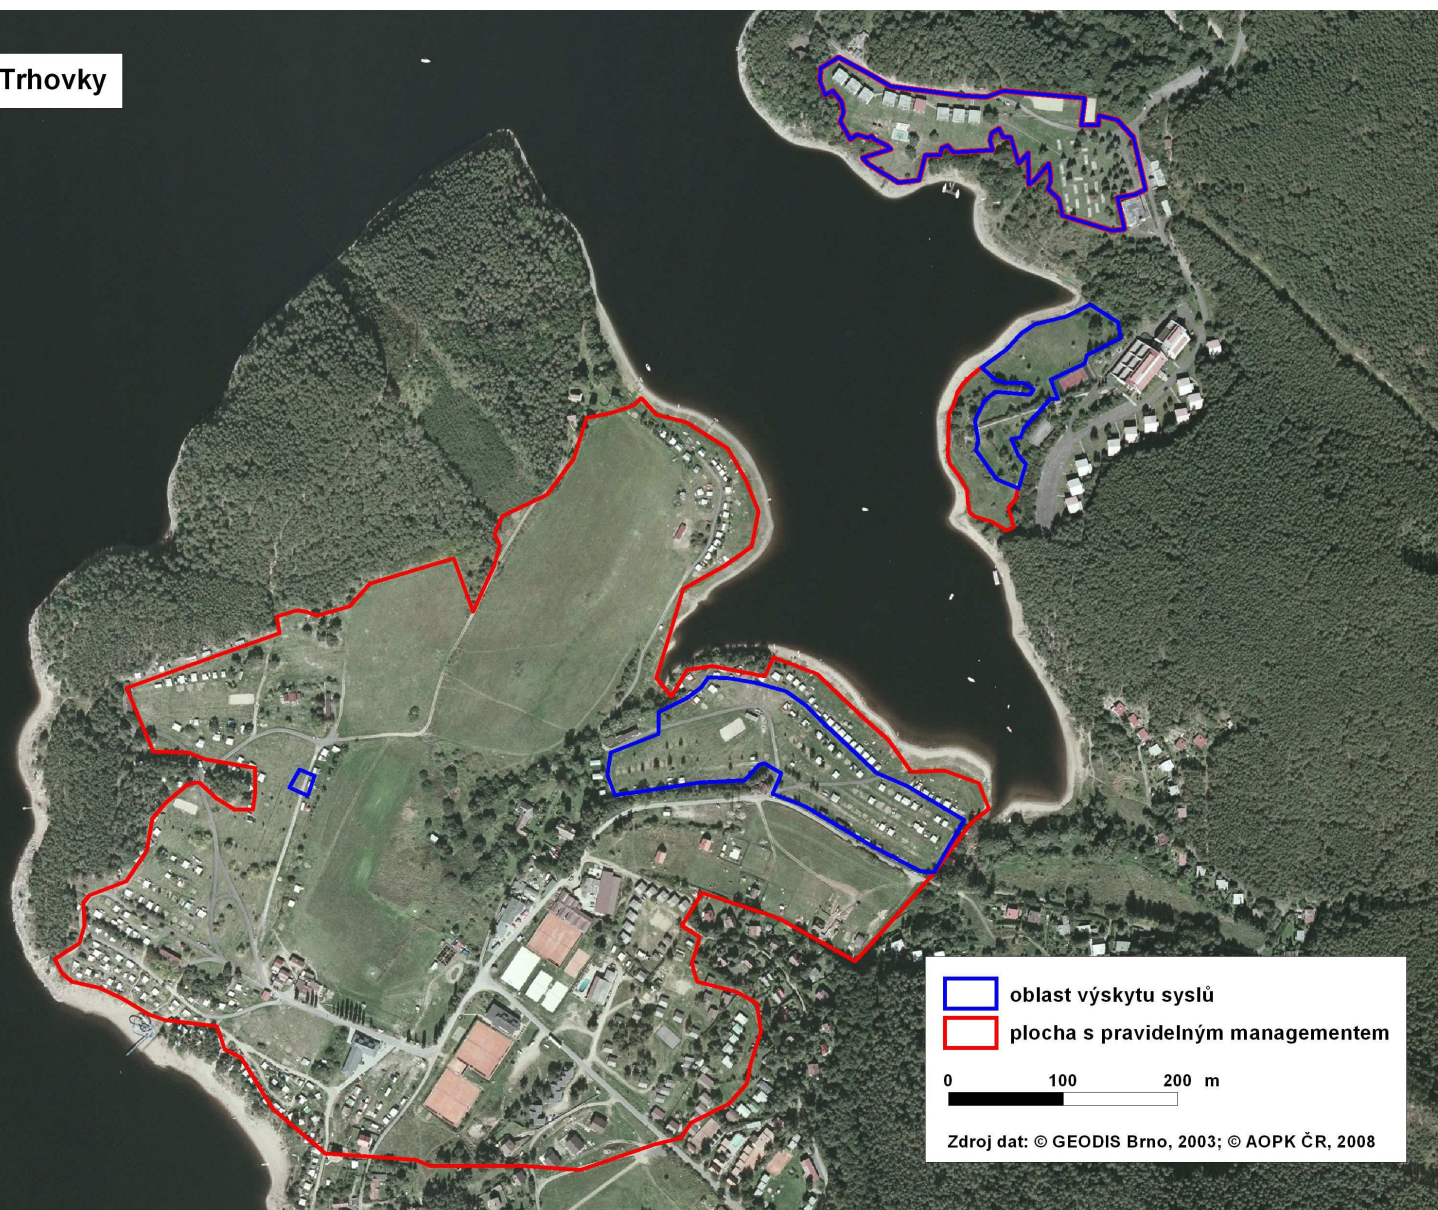 Trhovky
oblast výskytu syslů
plocha s pravidelným managementem
0 100 200 m
Zdroj dat: © GEODIS Brno, 2003; © AOPK ČR, 2008